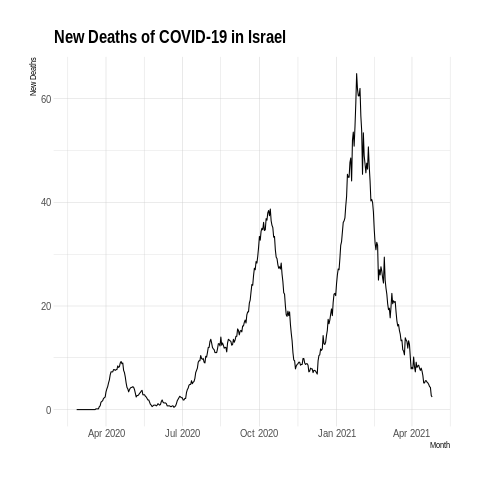 New Deaths of COVID-19 in Israel
New Deaths
60
40
20
0
Apr 2020 Jul 2020 Oct 2020 Jan 2021 Apr 2021
Month